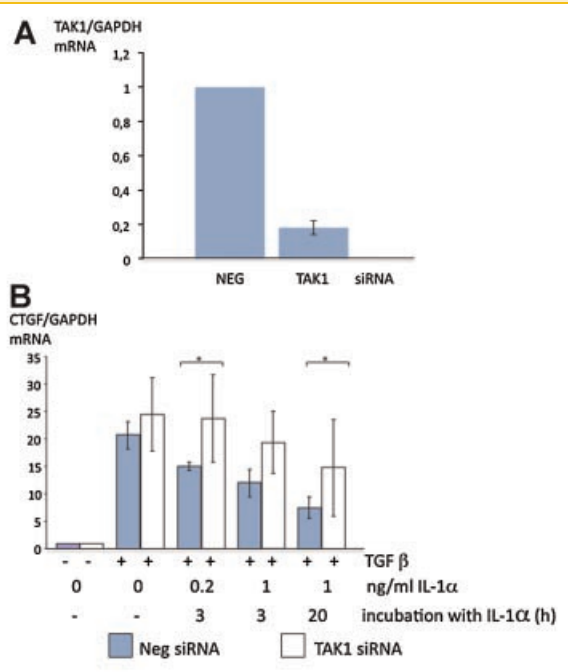 A TAK1/GAPDH
mRNA
1,2
1
0,8
0,6
0,4
0,2
0
NEG TAK1 siRNA
B
CTGF/GAPDH
mRNA
35
30
25
20
15
10
5
0
* *
- - + + + + + + + + TGF β
0 0 0.2 1 1 ng/ml IL-1α
- - 3 3 20 incubation with IL-1α (h)
Neg siRNA TAK1 siRNA